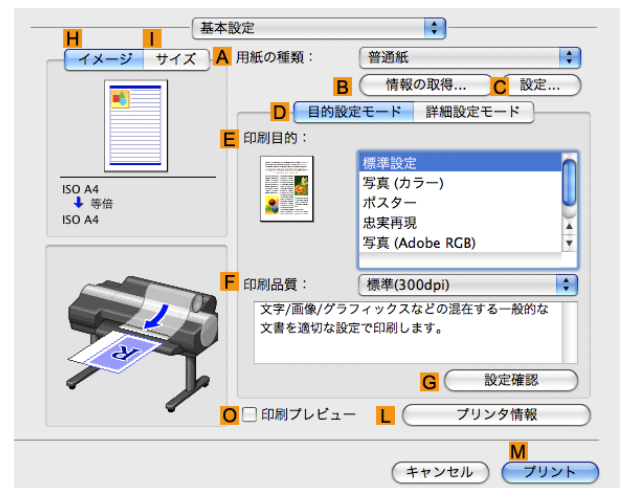 基本設定
H I
イメージ サイズ
A 用紙の種類： 普通紙
B 情報の取得... C 設定...
D 目的設定モード 詳細設定モード
E 印刷目的：
標準設定
写真 (カラー)
ポスター
忠実再現
写真 (Adobe RGB)
ISO A4
等倍
ISO A4
F 印刷品質： 標準(300dpi)
文字/画像/グラフィックスなどの混在する一般的な
文書を適切な設定で印刷します。
R
G 設定確認
O 印刷プレビュー L プリンタ情報
M
キャンセル プリント